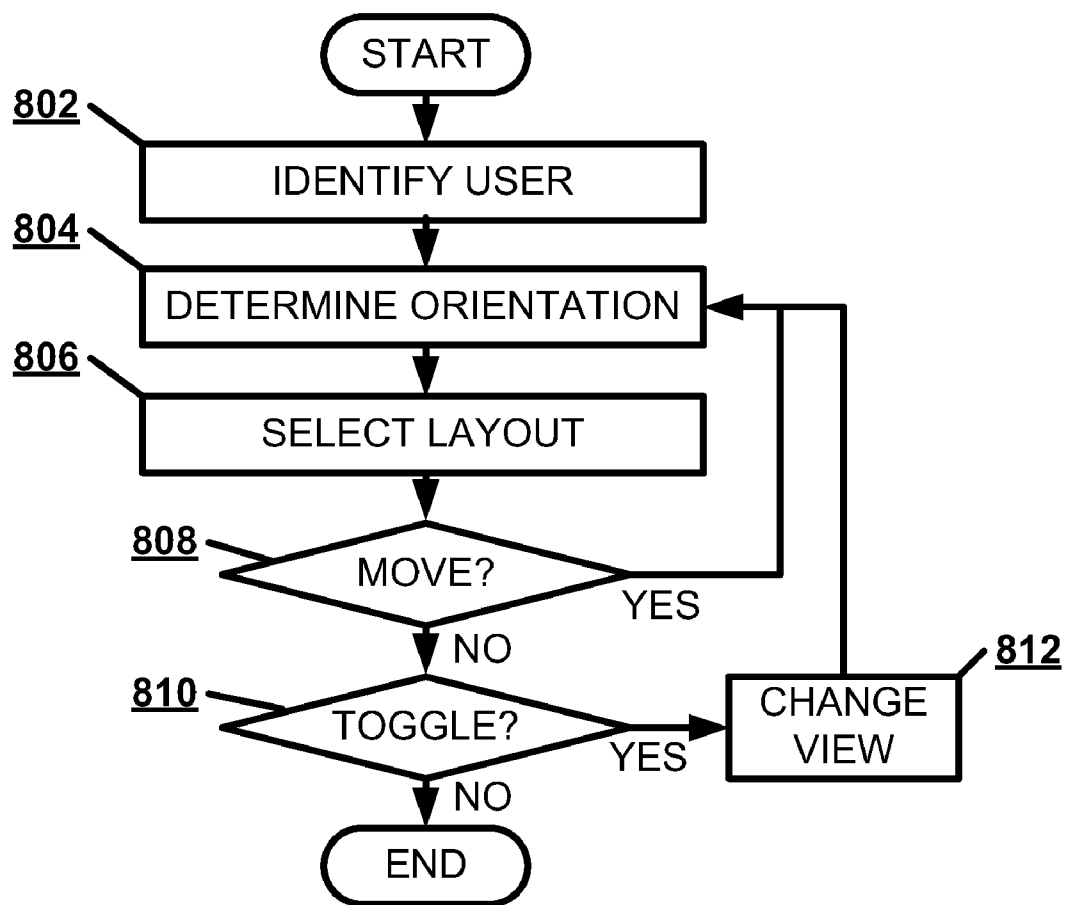 START
802
IDENTIFY USER
804
DETERMINE ORIENTATION
806
SELECT LAYOUT
808
MOVE?
YES
NO
810
TOGGLE?
YES
812
CHANGE
VIEW
NO
END